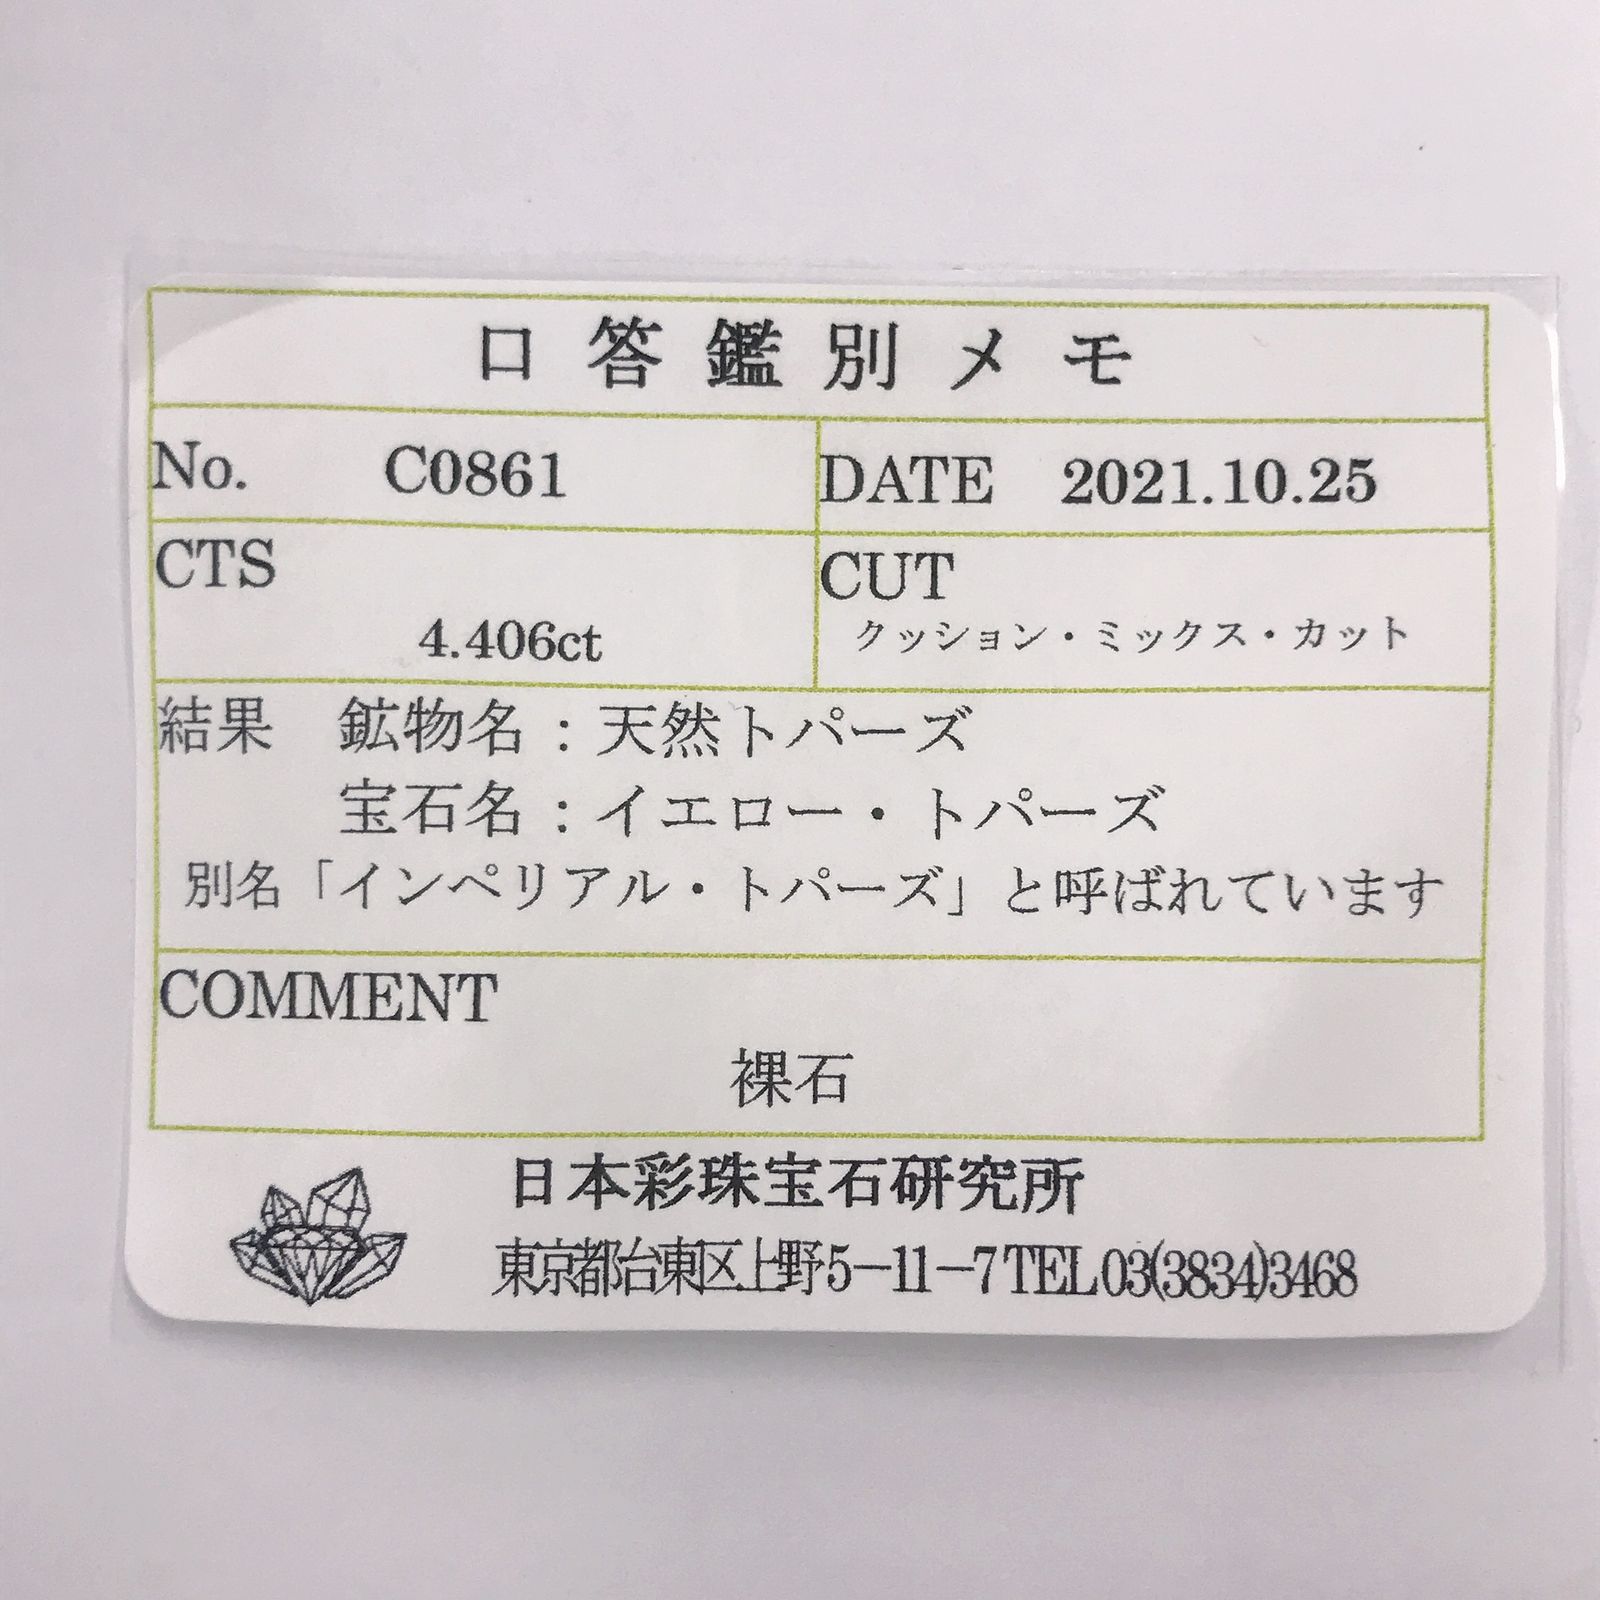 口答鑑別メモ
No. C0861
DATE 2021.10.25
CTS
4.406ct
CUT
クッション・ミックス・カット
結果 鉱物名：天然トパーズ
宝石名：イエロー・トパーズ
別名「インペリアル・トパーズ」と呼ばれています
COMMENT
裸石
日本彩珠宝石研究所
東京都台東区上野5－11－7 TEL 03(3834)3468